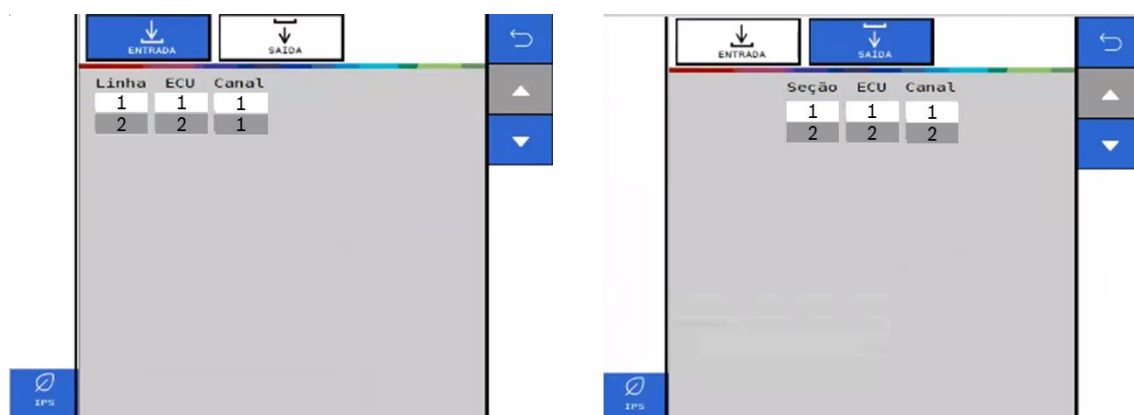 ENTRADA
SAÍDA
Linha ECU Canal
1 1 1
2 2 1
IPS
ENTRADA
SAÍDA
Seção ECU Canal
1 1 1
2 2 2
IPS